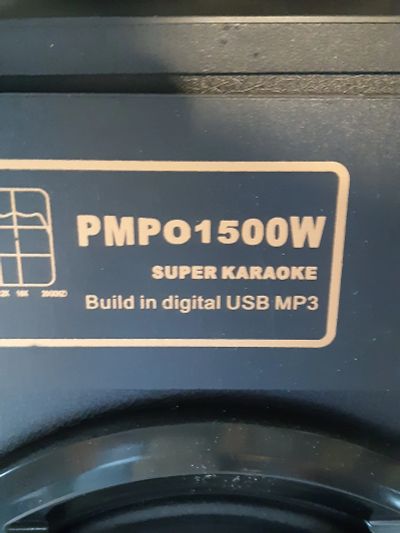 PMPO1500W
SUPER KARAOKE
Build in digital USB MP3